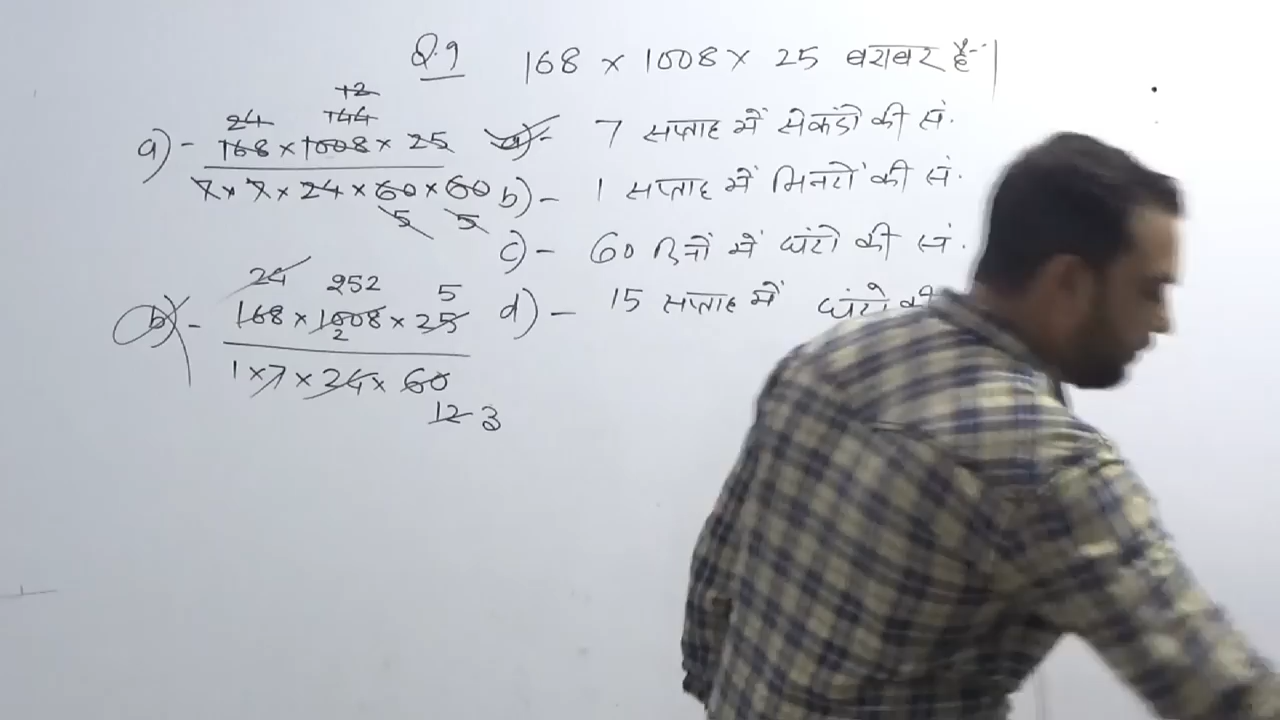 Q.9 168 × 1008 × 25 बराबर है--|
a)- 7 सप्ताह में सेकंडो की सं.
b)- 1 सप्ताह में मिनटों की सं.
c)- 60 दिनों में घंटो की सं.
d)- 15 सप्ताह में घंटो की
12
24 144
a)- 168 × 1008 × 25
7 × 7 × 24 × 60 × 60
5 5
24 252 5
b)- 168 × 1008 × 25
2
1 × 7 × 24 × 60
12 3